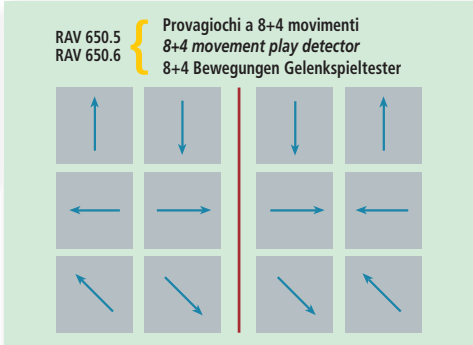 RAV 650.5
RAV 650.6
Provagiochi a 8+4 movimenti
8+4 movement play detector
8+4 Bewegungen Gelenkspieltester